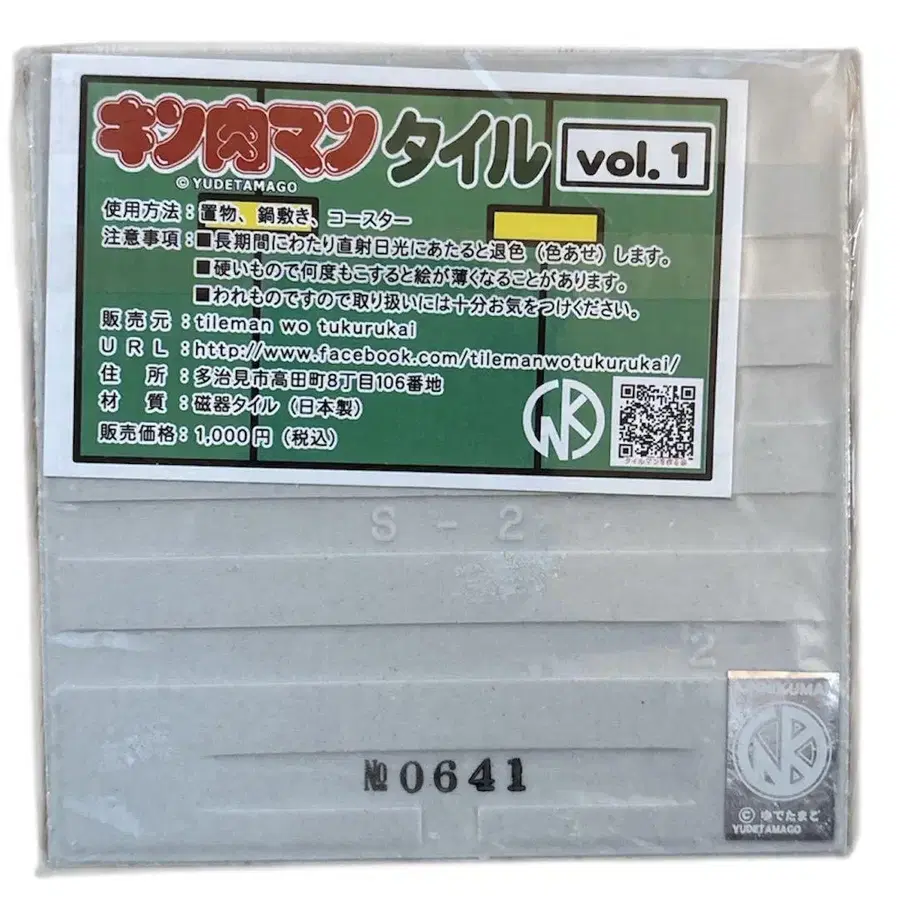 キン肉マン タイル vol.1
© YUDETAMAGO
使用方法:置物、鍋敷き、コースター
注意事項:■長期間にわたり直射日光にあたると退色(色あせ)します。
■硬いもので何度もこすると絵が薄くなることがあります。
■われものですので取り扱いには十分お気をつけください。
販売元:tileman wo tukurukai
URL:http://www.facebook.com/tilemanwotukurukai/
住所:多治見市高田町8丁目106番地
材質:磁器タイル(日本製)
販売価格:1,000円(税込)
S-2
2
№0641
© ゆでたまご
YUDETAMAGO